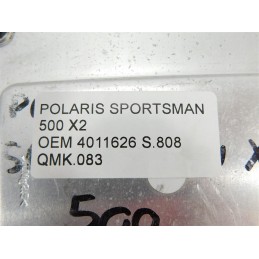 POLARIS SPORTSMAN
500 X2
OEM 4011626 S.808
QMK.083
500